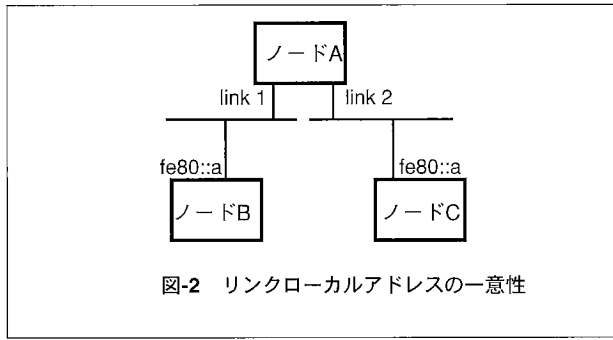 ノードA
link 1 link 2
fe80::a fe80::a
ノードB ノードC
図-2 リンクローカルアドレスの一意性